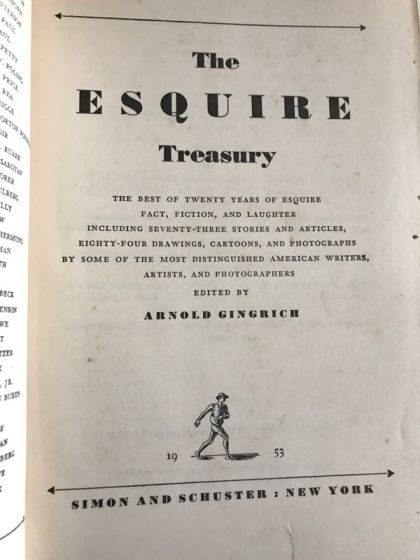 The
ESQUIRE
Treasury
THE BEST OF TWENTY YEARS OF ESQUIRE
FACT, FICTION, AND LAUGHTER
INCLUDING SEVENTY-THREE STORIES AND ARTICLES,
EIGHTY-FOUR DRAWINGS, CARTOONS, AND PHOTOGRAPHS
BY SOME OF THE MOST DISTINGUISHED AMERICAN WRITERS,
ARTISTS, AND PHOTOGRAPHERS
EDITED BY
ARNOLD GINGRICH
19 53
SIMON AND SCHUSTER : NEW YORK